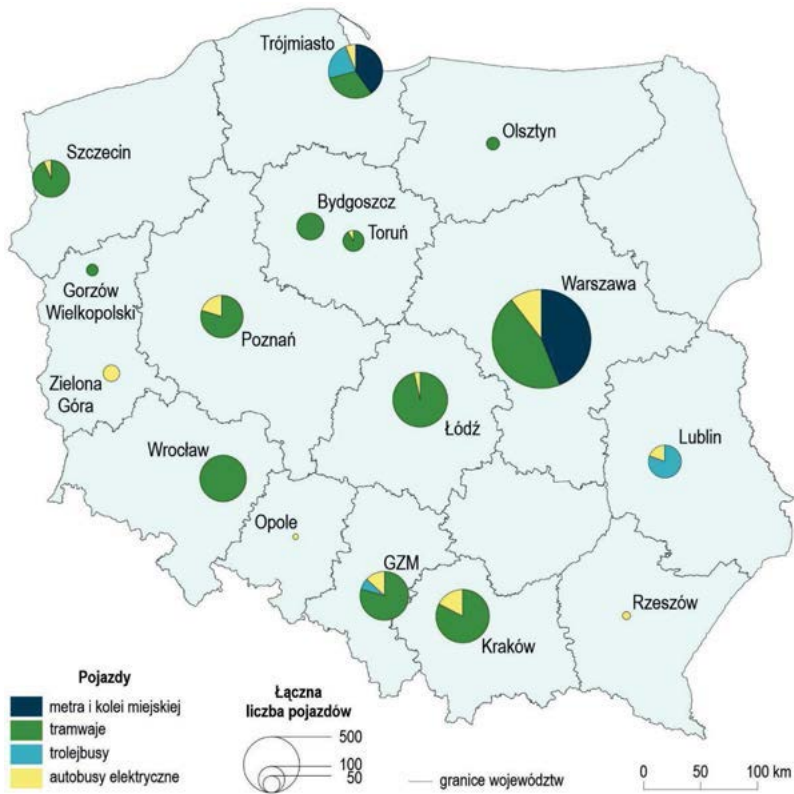 Trójmiasto
Olsztyn
Szczecin
Bydgoszcz
Toruń
Warszawa
Gorzów
Wielkopolski
Poznań
Zielona
Góra
Łódź
Lublin
Wrocław
Opole
GZM
Rzeszów
Kraków
Pojazdy
metra i kolei miejskiej
tramwaje
trolejbusy
autobusy elektryczne
Łączna
liczba pojazdów
500
100
50
granice województw
0 50 100 km